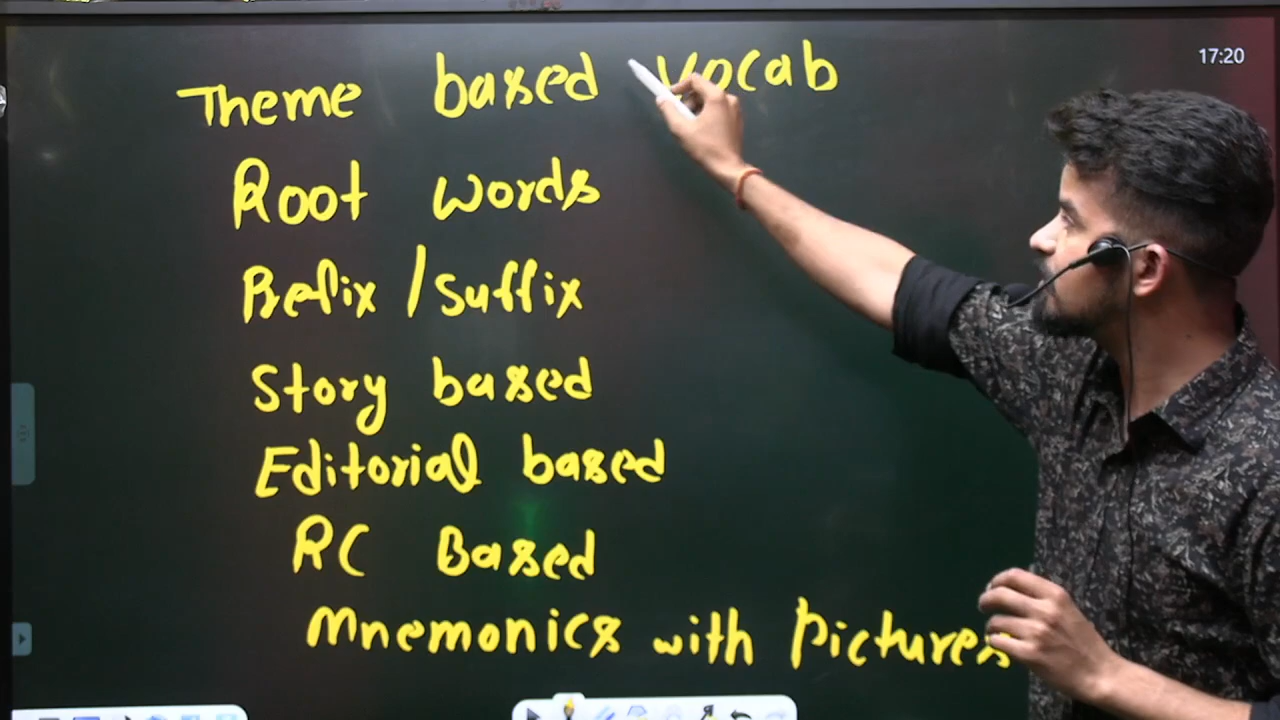 17:20
Theme based vocab
Root words
Prefix / suffix
Story based
Editorial based
RC Based
Mnemonics with Pictures